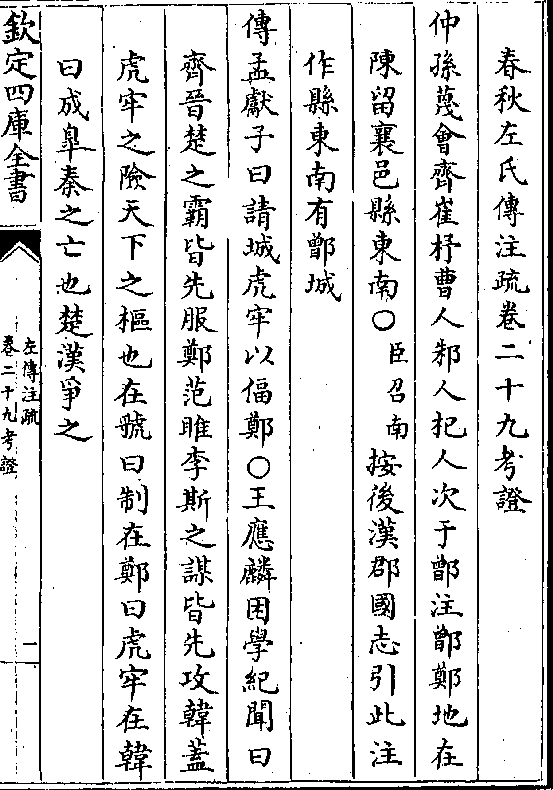 春秋左氏傳注疏卷二十九考證
仲孫蔑會齊崔杼曹人邾人杞人次于鄫注鄫鄭地在
陳留襄邑縣東南○臣召南按後漢郡國志引此注
作縣東南有鄫城
傳孟獻子曰請城虎牢以偪鄭○王應麟困學紀聞曰
齊晉楚之霸皆先服鄭范雎李斯之謀皆先攻韓蓋
虎牢之險天下之樞也在虢曰制在鄭曰虎牢在韓
曰成臯秦之亡也楚漢爭之
欽定四庫全書
左傳注疏
卷二十九考證
一